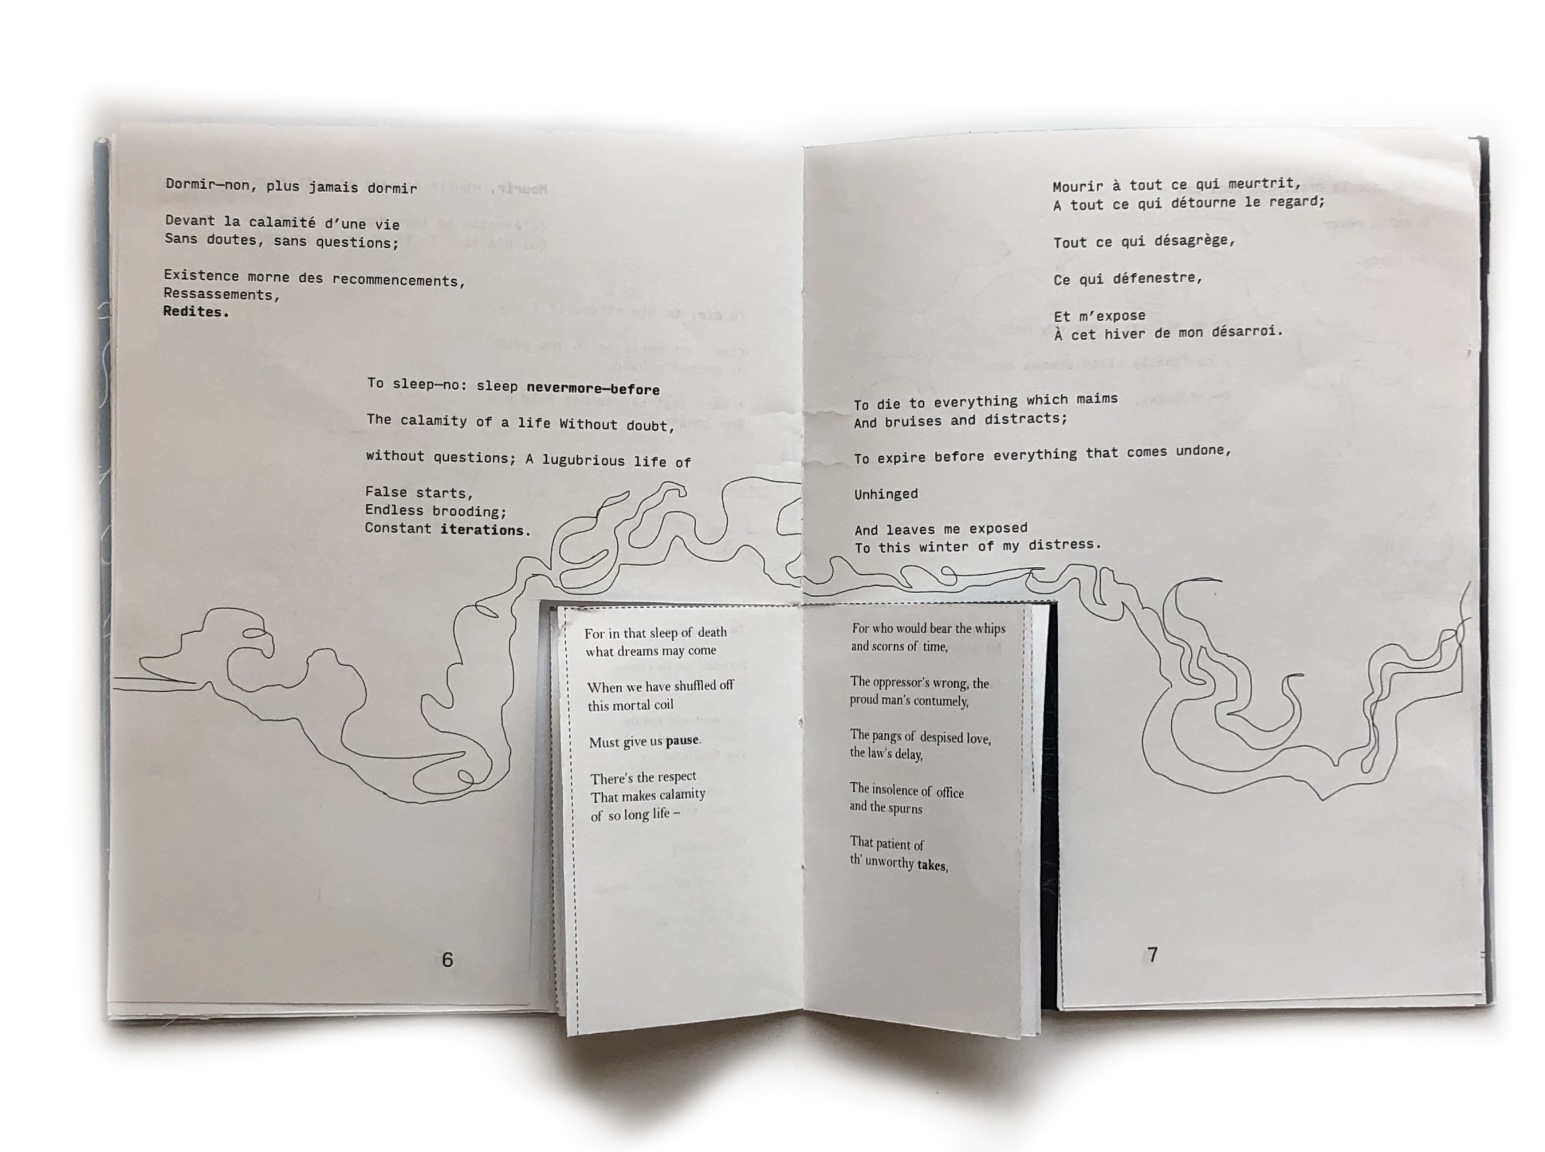 Dormir—non, plus jamais dormir
Devant la calamité d’une vie
Sans doutes, sans questions;
Existence morne des recommencements,
Ressassements,
Redites.
To sleep—no: sleep nevermore—before
The calamity of a life Without doubt,
without questions; A lugubrious life of
False starts,
Endless brooding;
Constant iterations.
For in that sleep of death
what dreams may come
When we have shuffled off
this mortal coil
Must give us pause.
There’s the respect
That makes calamity
of so long life –
6
Mourir à tout ce qui meurtrit,
A tout ce qui détourne le regard;
Tout ce qui désagrège,
Ce qui défenestre,
Et m’expose
À cet hiver de mon désarroi.
To die to everything which maims
And bruises and distracts;
To expire before everything that comes undone,
Unhinged
And leaves me exposed
To this winter of my distress.
For who would bear the whips
and scorns of time,
The oppressor’s wrong, the
proud man’s contumely,
The pangs of despised love,
the law’s delay,
The insolence of office
and the spurns
That patient of
th’ unworthy takes,
7